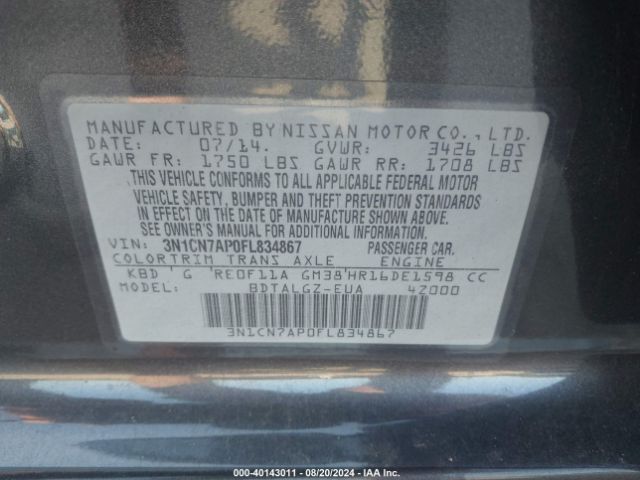 MANUFACTURED BY NISSAN MOTOR CO., LTD.
DATE: 07/14. GVWR: 3426 LBS
GAWR FR: 1750 LBS GAWR RR: 1708 LBS
THIS VEHICLE CONFORMS TO ALL APPLICABLE FEDERAL MOTOR
VEHICLE SAFETY, BUMPER AND THEFT PREVENTION STANDARDS
IN EFFECT ON THE DATE OF MANUFACTURE SHOWN ABOVE.
SEE OWNER'S MANUAL FOR ADDITIONAL INFORMATION
VIN: 3N1CN7AP0FL834867 PASSENGER CAR.
COLOR TRIM TRANS AXLE ENGINE
KBD G RE0F11A GM38 HR16DE1598 CC
MODEL: BDTALGZ-EUA 4Z000
3N1CN7AP0FL834867
000-40143011 — 08/20/2024 — IAA Inc.